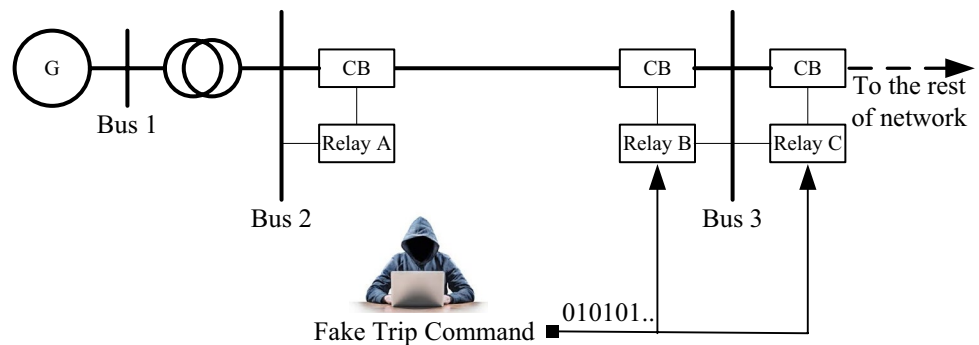 G
CB
CB
CB
To the rest
of network
Bus 1
Relay A
Relay B
Relay C
Bus 2
Bus 3
010101..
Fake Trip Command